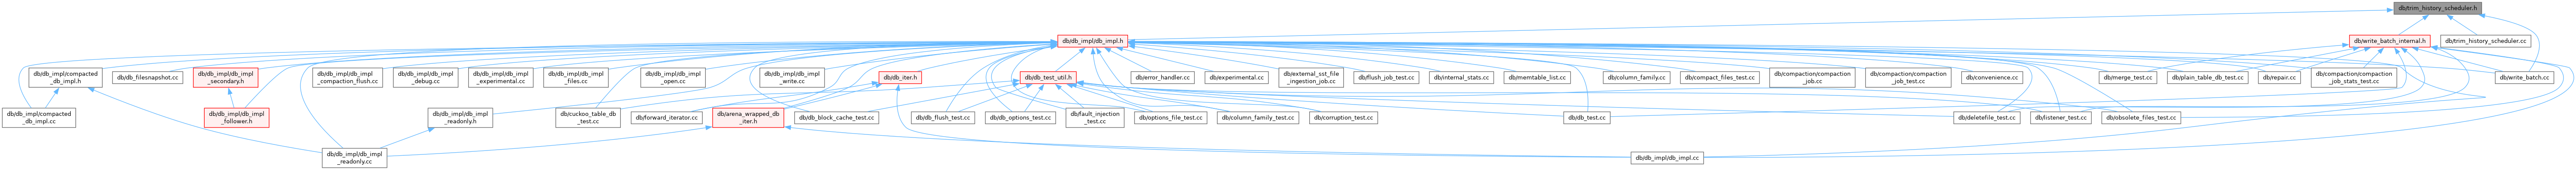 db/trim_history_scheduler.h
db/db_impl/db_impl.h
db/write_batch_internal.h
db/trim_history_scheduler.cc
db/db_impl/compacted
_db_impl.h
db/db_filesnapshot.cc
db/db_impl/db_impl
_secondary.h
db/db_impl/db_impl
_compaction_flush.cc
db/db_impl/db_impl
_debug.cc
db/db_impl/db_impl
_experimental.cc
db/db_impl/db_impl
_files.cc
db/db_impl/db_impl
_open.cc
db/db_impl/db_impl
_write.cc
db/db_iter.h
db/db_test_util.h
db/error_handler.cc
db/experimental.cc
db/external_sst_file
_ingestion_job.cc
db/flush_job_test.cc
db/internal_stats.cc
db/memtable_list.cc
db/column_family.cc
db/compact_files_test.cc
db/compaction/compaction
_job.cc
db/compaction/compaction
_job_test.cc
db/convenience.cc
db/merge_test.cc
db/plain_table_db_test.cc
db/repair.cc
db/compaction/compaction
_job_stats_test.cc
db/write_batch.cc
db/db_impl/compacted
_db_impl.cc
db/db_impl/db_impl
_follower.h
db/db_impl/db_impl
_readonly.h
db/cuckoo_table_db
_test.cc
db/forward_iterator.cc
db/arena_wrapped_db
_iter.h
db/db_block_cache_test.cc
db/db_flush_test.cc
db/db_options_test.cc
db/fault_injection
_test.cc
db/options_file_test.cc
db/column_family_test.cc
db/corruption_test.cc
db/db_test.cc
db/deletefile_test.cc
db/listener_test.cc
db/obsolete_files_test.cc
db/db_impl/db_impl
_readonly.cc
db/db_impl/db_impl.cc